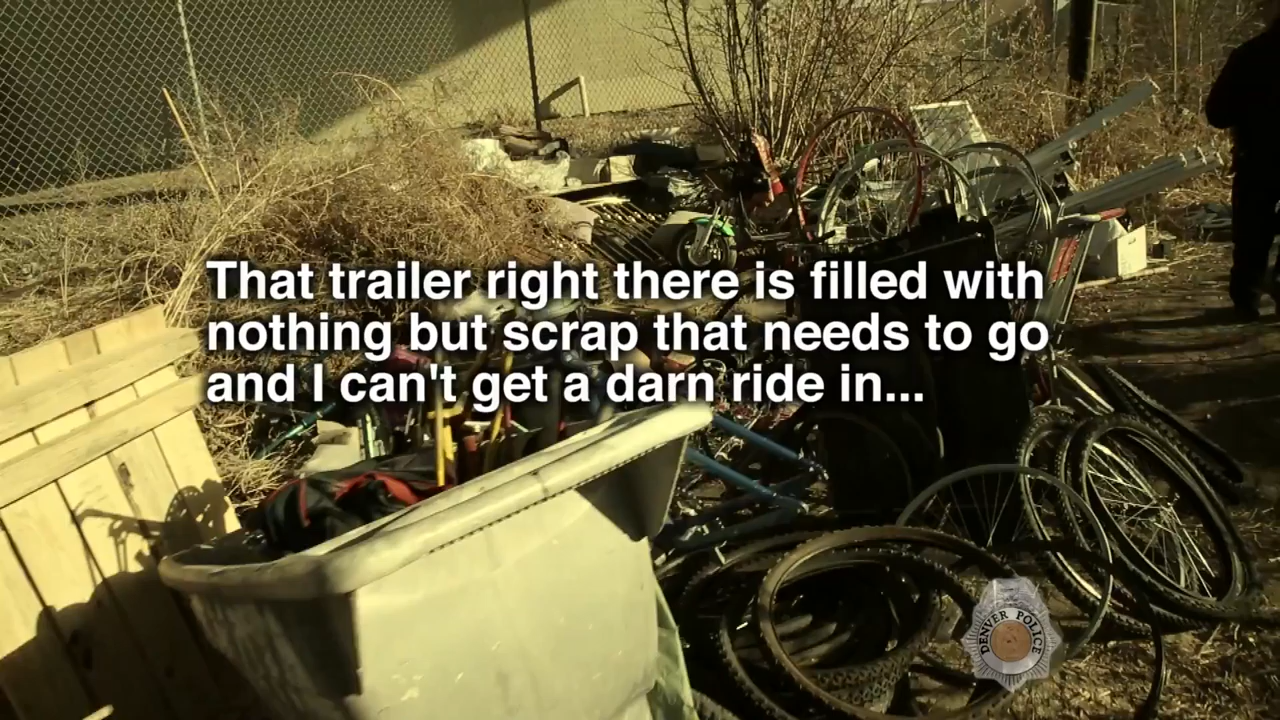 That trailer right there is filled with
nothing but scrap that needs to go
and I can't get a darn ride in...
DENVER POLICE